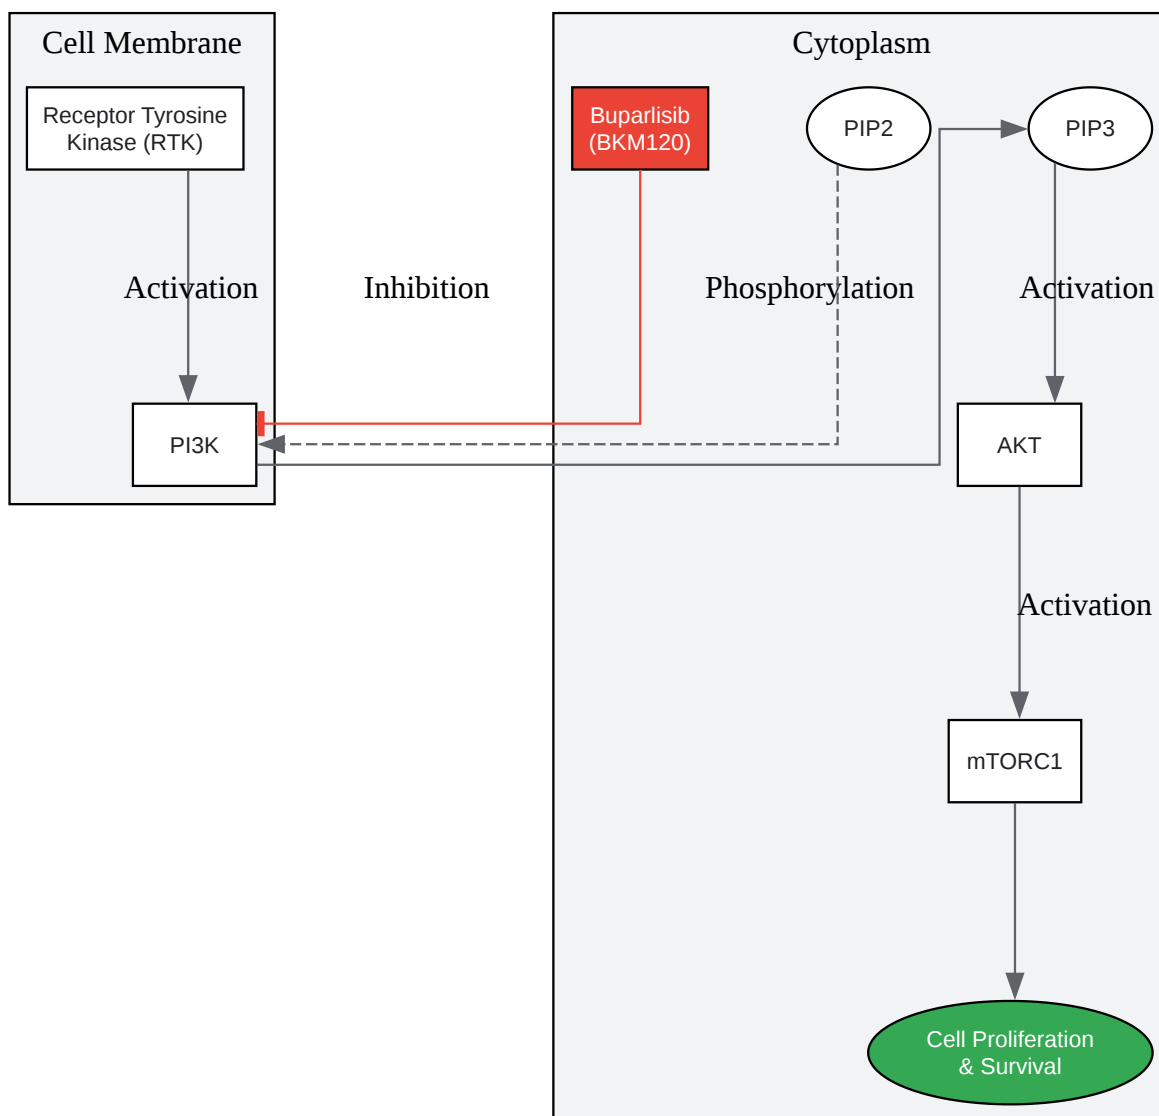 Cell Membrane
Cytoplasm
Receptor Tyrosine
Kinase (RTK)
Buparlisib
(BKM120)
PIP2
PIP3
Activation
Inhibition
Phosphorylation
Activation
PI3K
AKT
Activation
mTORC1
Cell Proliferation
& Survival